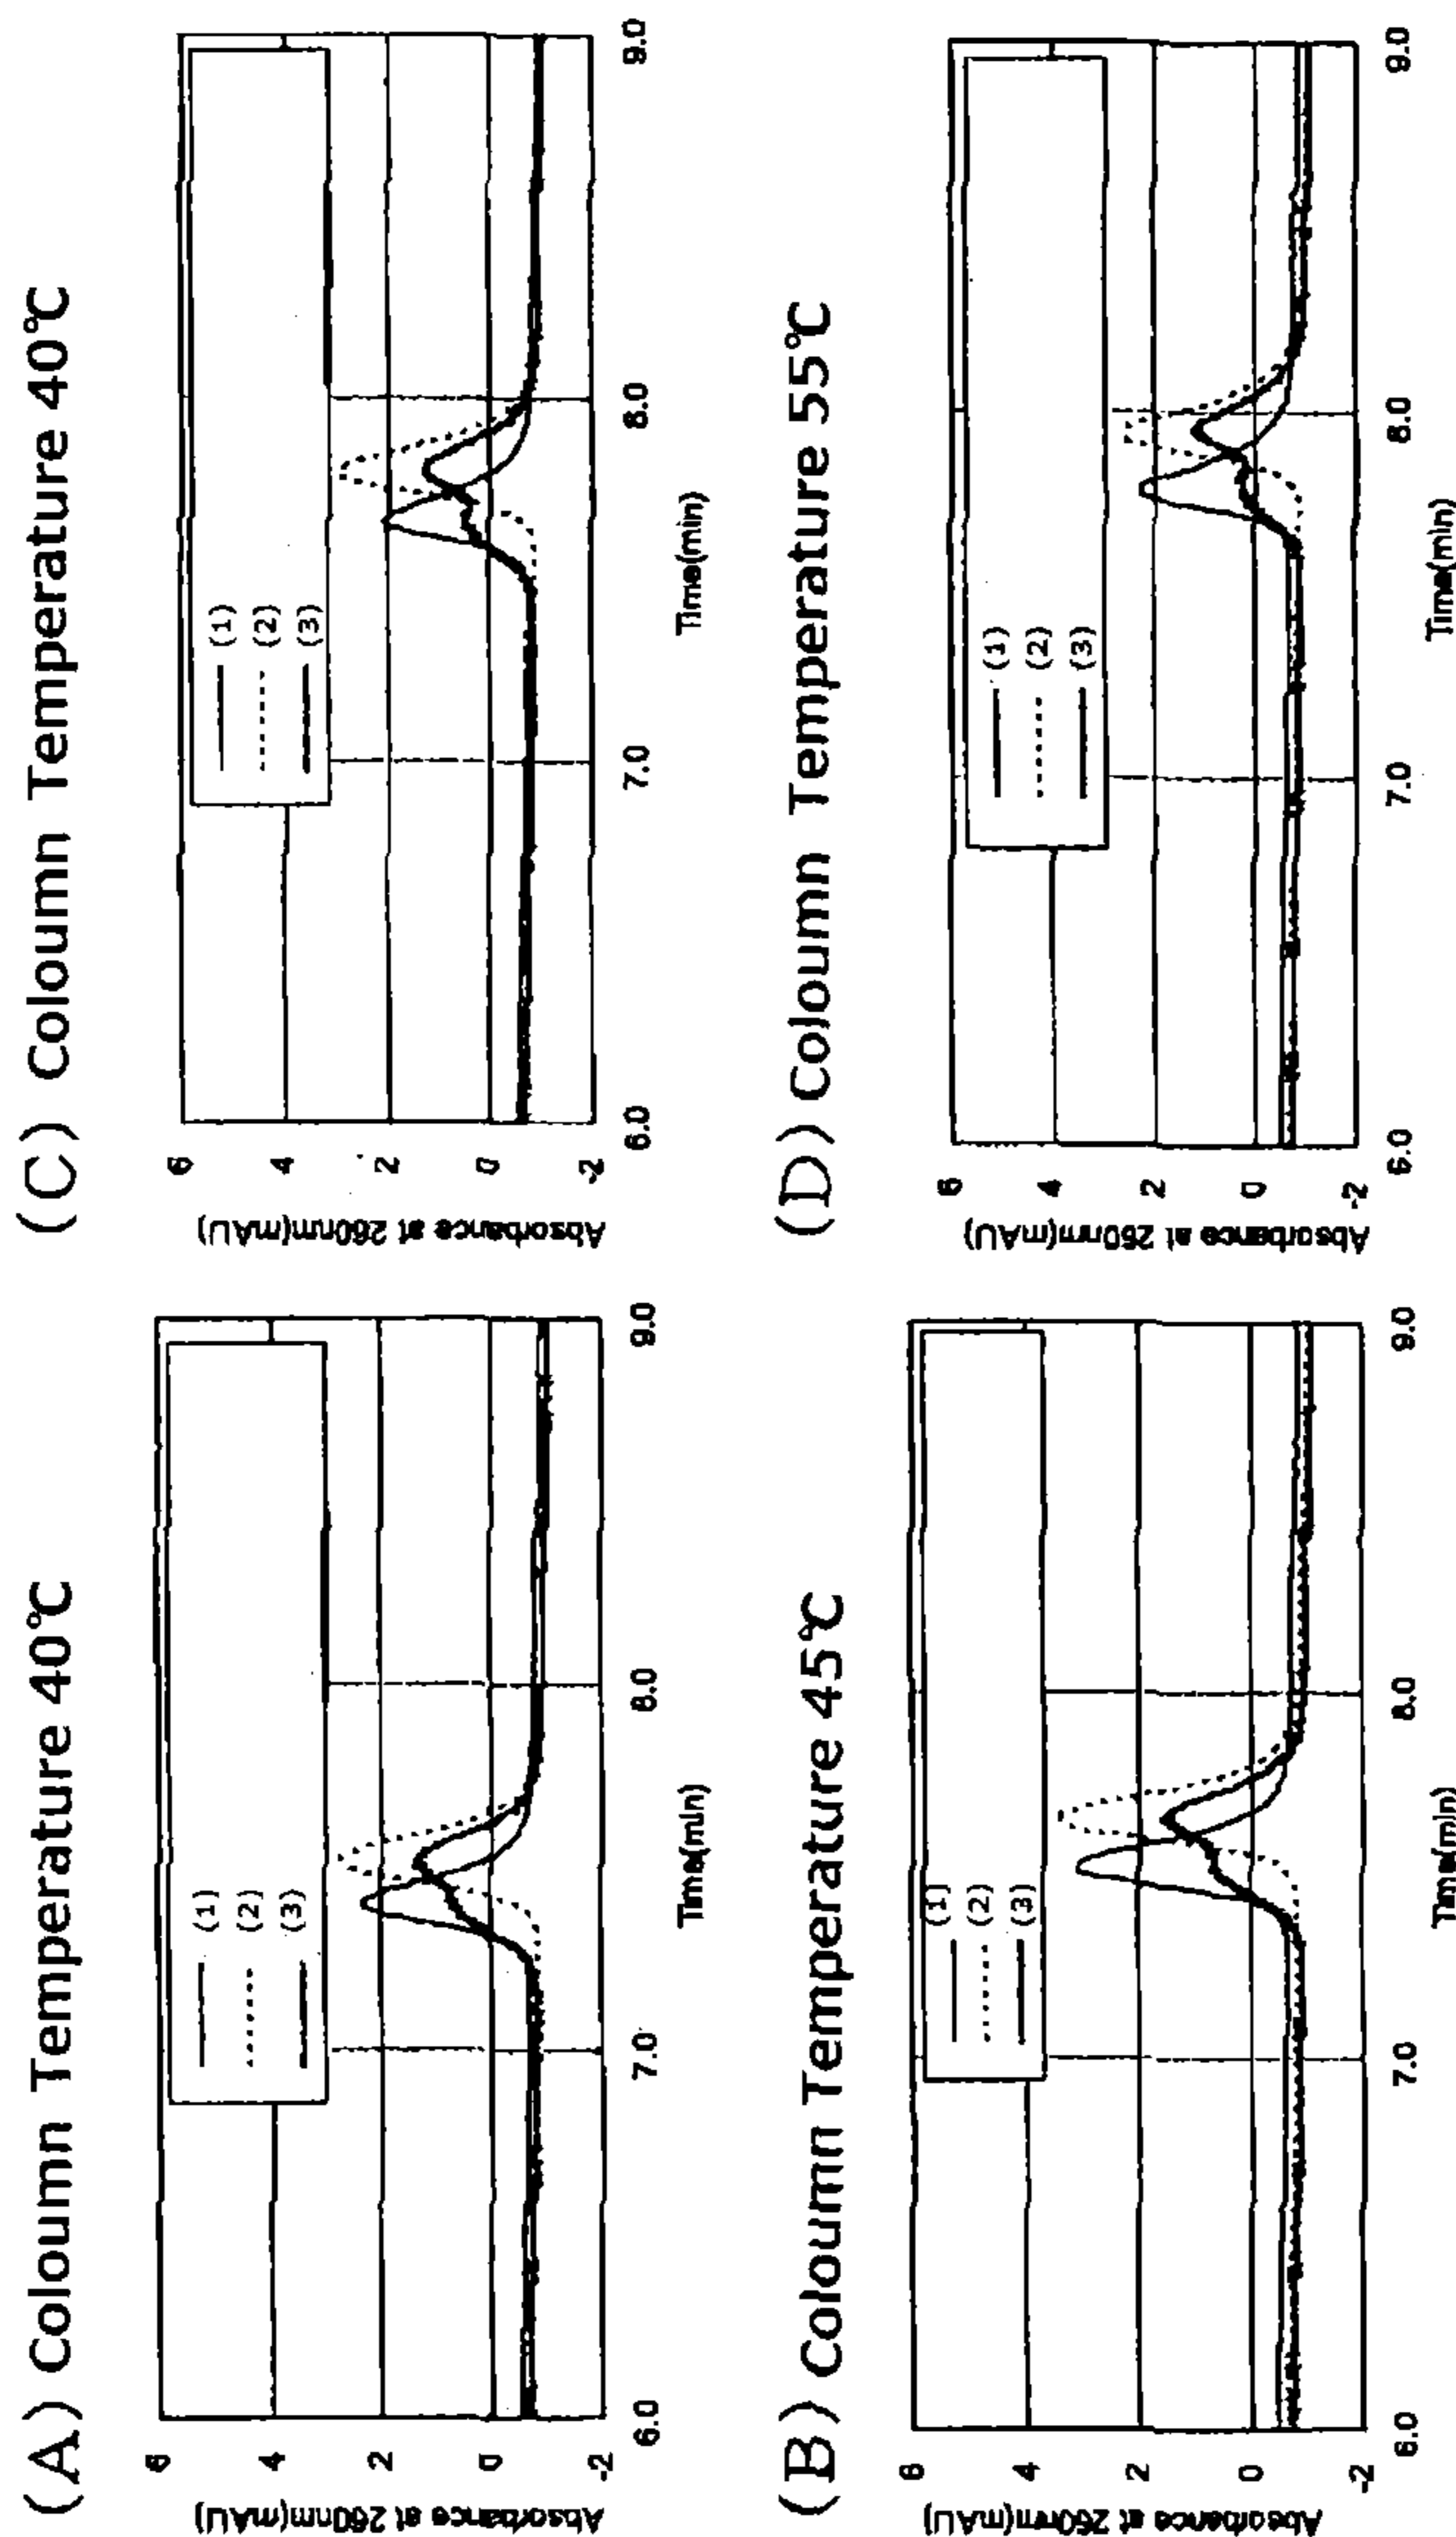 (A) Coloumn Temperature 40℃
Absorbance at 260nm(mAU)
6
4
2
0
-2
(1)
(2)
(3)
6.0 7.0 8.0 9.0
Time(min)
(B) Coloumn Temperature 45℃
Absorbance at 260nm(mAU)
6
4
2
0
-2
(1)
(2)
(3)
6.0 7.0 8.0 9.0
Time(min)
(C) Coloumn Temperature 40℃
Absorbance at 260nm(mAU)
6
4
2
0
-2
(1)
(2)
(3)
6.0 7.0 8.0 9.0
Time(min)
(D) Coloumn Temperature 55℃
Absorbance at 260nm(mAU)
6
4
2
0
-2
(1)
(2)
(3)
6.0 7.0 8.0 9.0
Time(min)